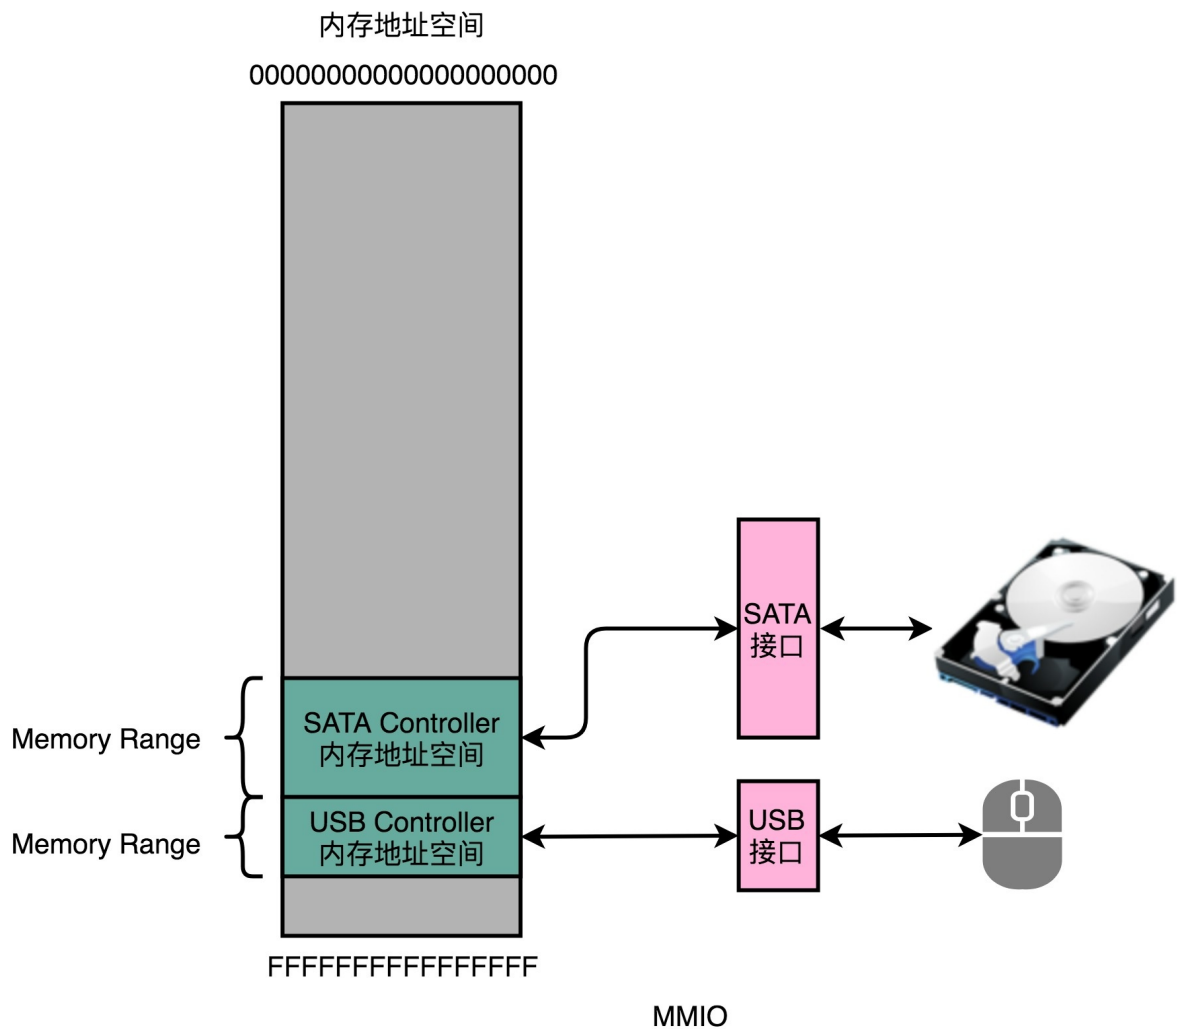 内存地址空间
00000000000000000000
SATA
接口
SATA Controller
内存地址空间
Memory Range
USB Controller
内存地址空间
Memory Range
USB
接口
FFFFFFFFFFFFFFFF
MMIO